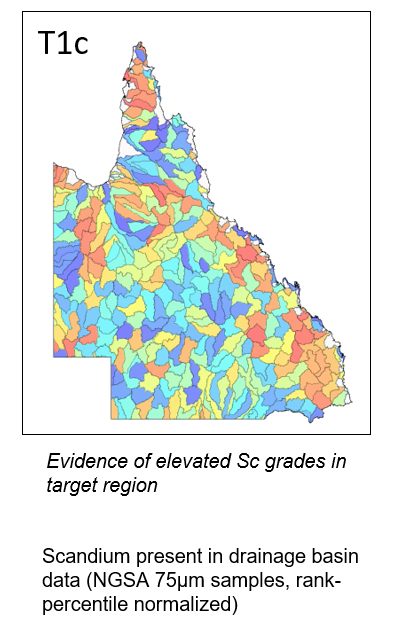 T1c
Evidence of elevated Sc grades in
target region
Scandium present in drainage basin
data (NGSA 75µm samples, rank-
percentile normalized)